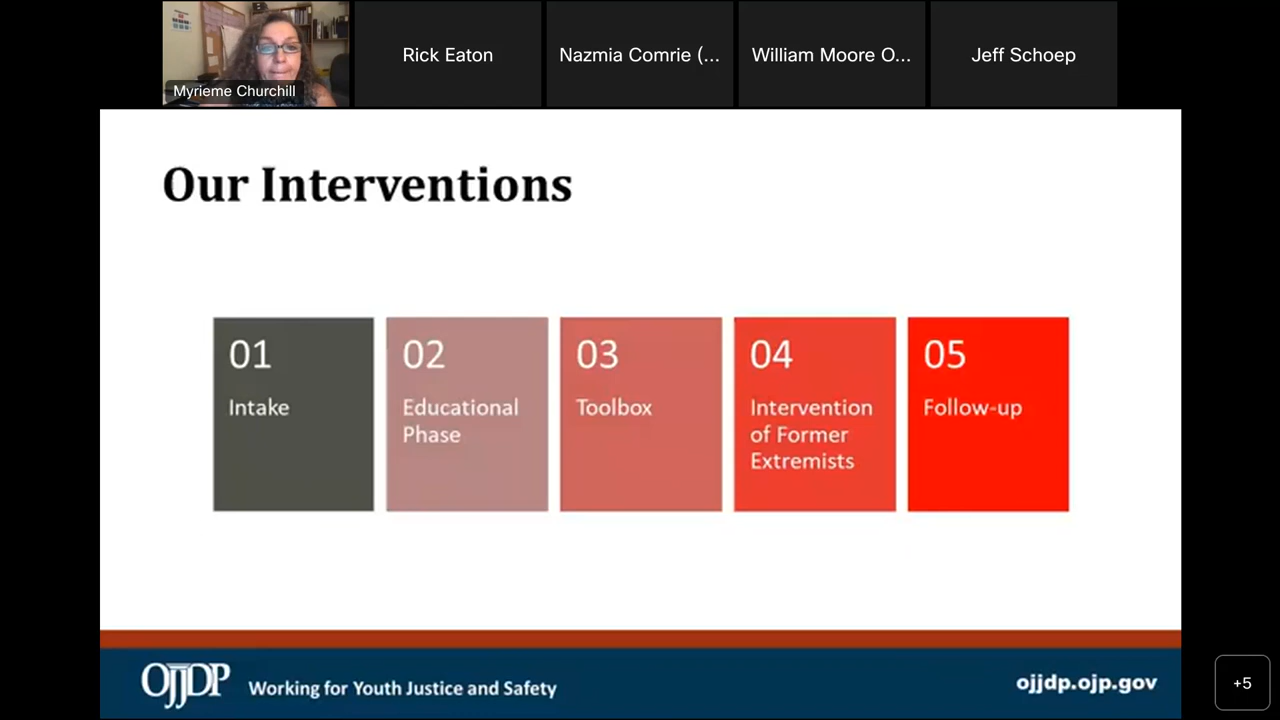 Myrieme Churchill
Rick Eaton
Nazmia Comrie (...
William Moore O...
Jeff Schoep
Our Interventions
01
Intake
02
Educational
Phase
03
Toolbox
04
Intervention
of Former
Extremists
05
Follow-up
OJJDP
Working for Youth Justice and Safety
ojjdp.ojp.gov
+5